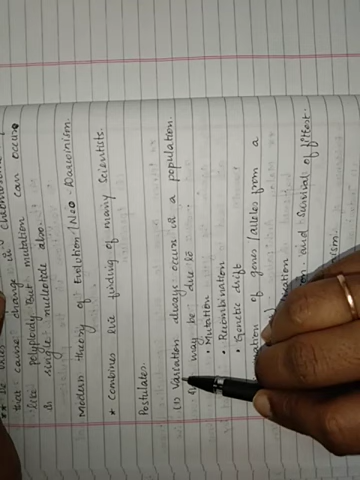 that cause change in chromosome
like polyploidy but mutation can occur
in single nucleotide also.
Modern theory of Evolution / Neo-Darwinism.
* Combines the finding of many scientists.
Postulates.
(1) Variation always occurs in a population.
It may be due to
• Mutation
• Recombination
• Genetic drift
of genes/alleles from a
and survival of fittest.